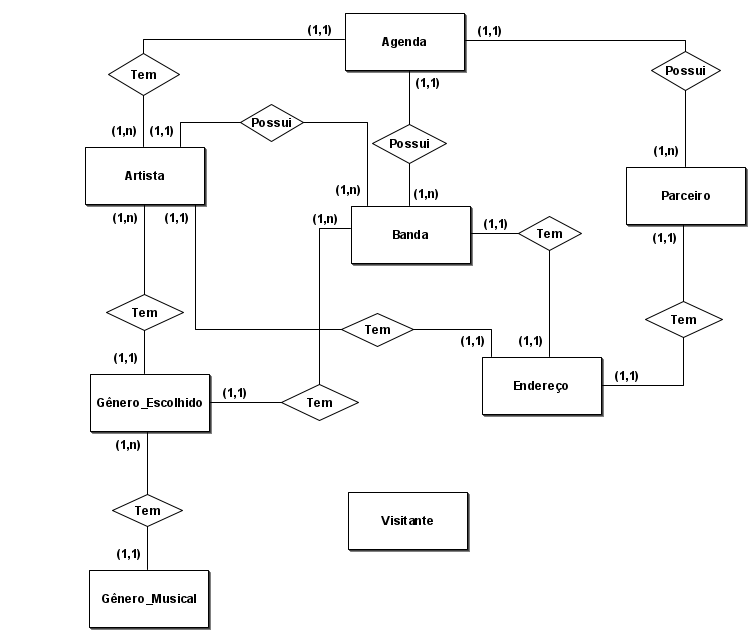 (1,1)
Agenda
(1,1)
Tem
Possui
(1,1)
(1,n)
(1,1)
Possui
Possui
(1,n)
Artista
(1,n)
(1,n)
Parceiro
(1,n)
(1,1)
(1,n)
Banda
(1,1)
Tem
(1,1)
Tem
Tem
Tem
(1,1)
(1,1)
(1,1)
Gênero_Escolhido
(1,1)
Tem
Endereço
(1,1)
(1,n)
Tem
Visitante
(1,1)
Gênero_Musical